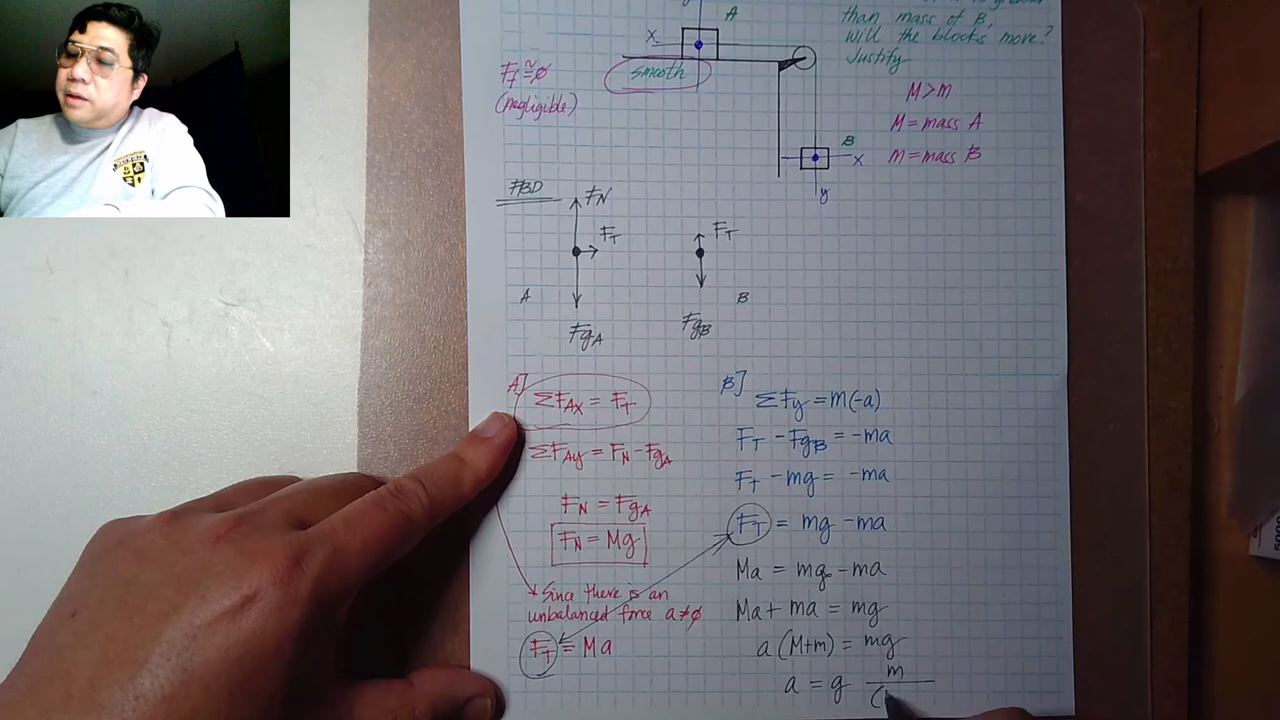 than mass of B,
will the blocks move?
Justify
A
X
smooth
Ff ≅ ∅
(negligible)
M > m
M = mass A
m = mass B
B
x
y
FBD
FN
FT
FT
A
B
FgA
FgB
A]
ΣFAx = FT
ΣFAy = FN - FgA
FN = FgA
FN = Mg
* Since there is an
unbalanced force a ≠ ∅
FT = Ma
B]
ΣFy = m(-a)
FT - FgB = -ma
FT - mg = -ma
FT = mg - ma
Ma = mg - ma
Ma + ma = mg
a (M+m) = mg
a = g m
(